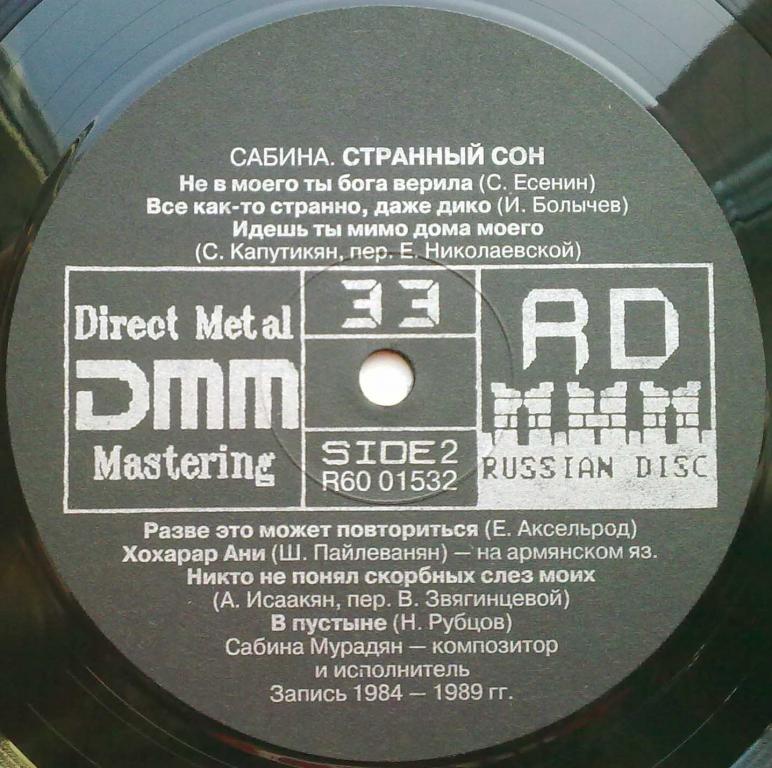 САБИНА. СТРАННЫЙ СОН
Не в моего ты бога верила (С. Есенин)
Все как-то странно, даже дико (И. Болычев)
Идешь ты мимо дома моего
(С. Капутикян, пер. Е. Николаевской)
Direct Metal
DMM
Mastering
33
SIDE 2
R60 01532
RD
RUSSIAN DISC
Разве это может повториться (Е. Аксельрод)
Хохарар Ани (Ш. Пайлеванян) — на армянском яз.
Никто не понял скорбных слез моих
(А. Исаакян, пер. В. Звягинцевой)
В пустыне (Н. Рубцов)
Сабина Мурадян — композитор
и исполнитель
Запись 1984 — 1989 гг.